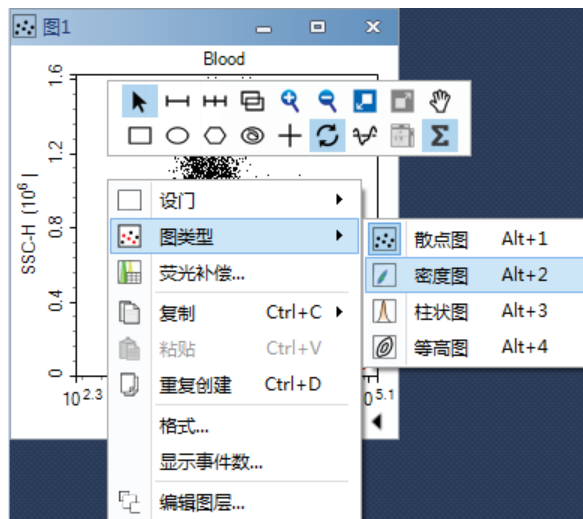 图1
Blood
1.6
1.2
0.8
0.4
0
SSC-H (10^6)
10^2.3
0^5.1
设门
图类型
荧光补偿...
复制 Ctrl+C
粘贴 Ctrl+V
重复创建 Ctrl+D
格式...
显示事件数...
编辑图层...
散点图 Alt+1
密度图 Alt+2
柱状图 Alt+3
等高图 Alt+4